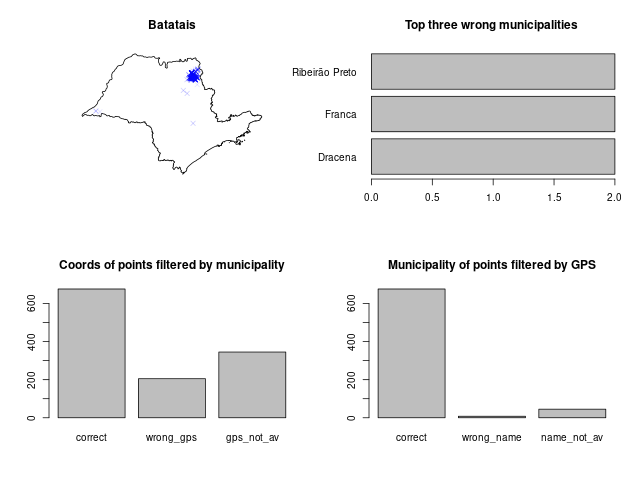 Batatais
Top three wrong municipalities
Ribeirão Preto
Franca
Dracena
0.0 0.5 1.0 1.5 2.0
Coords of points filtered by municipality
600
400
200
0
correct wrong_gps gps_not_av
Municipality of points filtered by GPS
600
400
200
0
correct wrong_name name_not_av